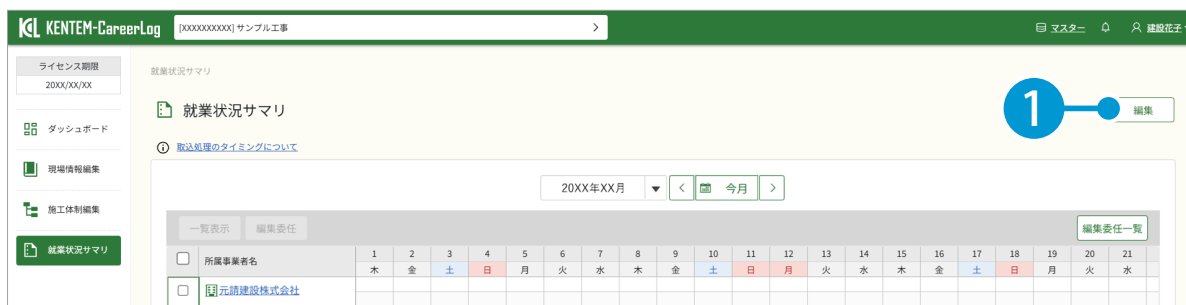 KENTEM-CareerLog [XXXXXXXXXX] サンプル工事 マスター 建設花子
ライセンス期限
20XX/XX/XX
ダッシュボード
現場情報編集
施工体制編集
就業状況サマリ
就業状況サマリ
就業状況サマリ
1
編集
取込処理のタイミングについて
20XX年XX月 今月
一覧表示 編集委任 編集委任一覧
所属事業者名
1 2 3 4 5 6 7 8 9 10 11 12 13 14 15 16 17 18 19 20 21
木 金 土 日 月 火 水 木 金 土 日 月 火 水 木 金 土 日 月 火 水
元請建設株式会社